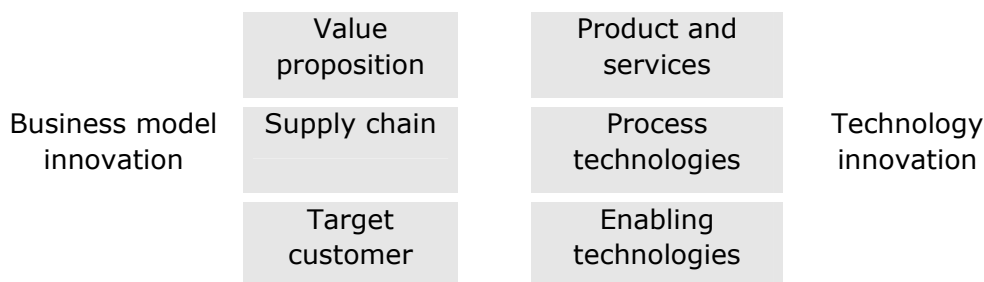 Value
proposition
Product and
services
Business model
innovation
Supply chain
Process
technologies
Technology
innovation
Target
customer
Enabling
technologies